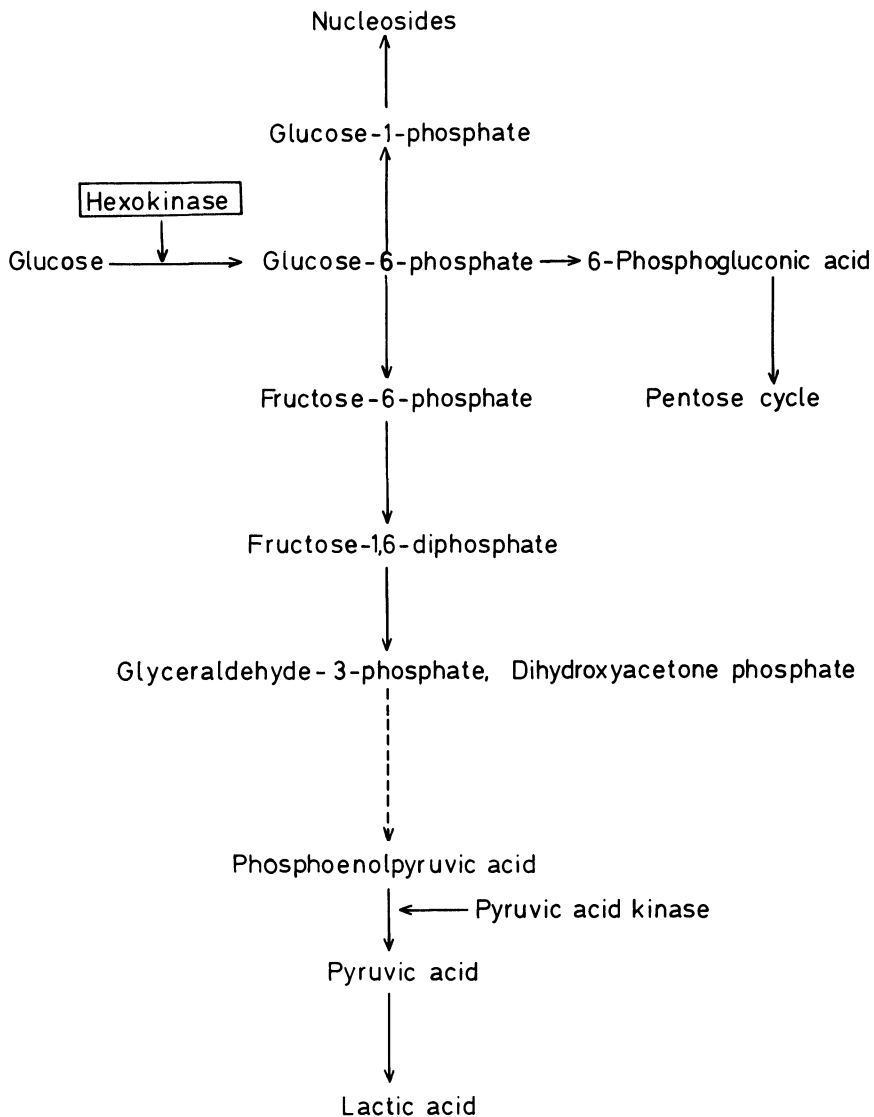 Nucleosides
Glucose-1-phosphate
Hexokinase
Glucose
Glucose-6-phosphate
6-Phosphogluconic acid
Fructose-6-phosphate
Pentose cycle
Fructose-1,6-diphosphate
Glyceraldehyde-3-phosphate, Dihydroxyacetone phosphate
Phosphoenolpyruvic acid
Pyruvic acid kinase
Pyruvic acid
Lactic acid